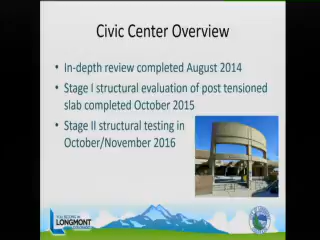 Civic Center Overview
• In-depth review completed August 2014
• Stage I structural evaluation of post tensioned
slab completed October 2015
• Stage II structural testing in
October/November 2016
LONGMONT